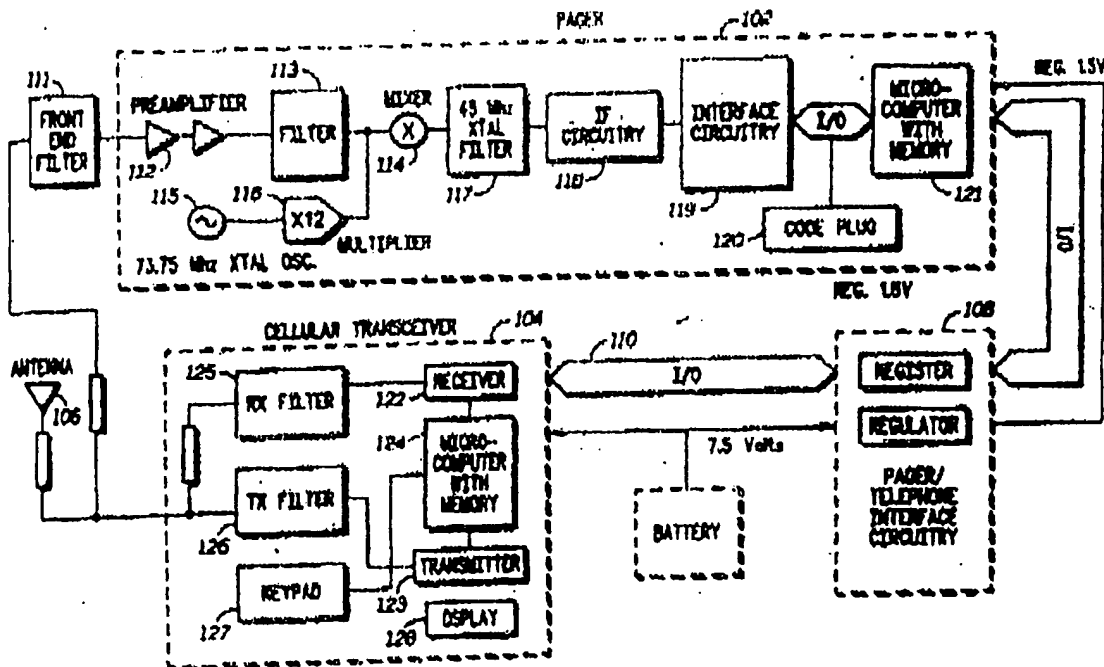 PAGER
102
111
FRONT
END
FILTER
PREAMPLIFIER
112
113
FILTER
MIXER
X
114
45 Mhz
XTAL
FILTER
117
IF
CIRCUITRY
118
INTERFACE
CIRCUITRY
119
I/O
MICRO-
COMPUTER
WITH
MEMORY
121
REG. 1.5V
115
116
X12
MULTIPLIER
73.75 Mhz XTAL OSC.
120
CODE PLUG
I/O
REG. 1.5V
CELLULAR TRANSCEIVER
104
ANTENNA
106
125
RX FILTER
RECEIVER
122
124
MICRO-
COMPUTER
WITH
MEMORY
TX FILTER
126
TRANSMITTER
123
KEYPAD
127
DSPLAY
128
110
I/O
7.5 Volts
BATTERY
108
REGISTER
REGULATOR
PAGER/
TELEPHONE
INTERFACE
CIRCUITRY